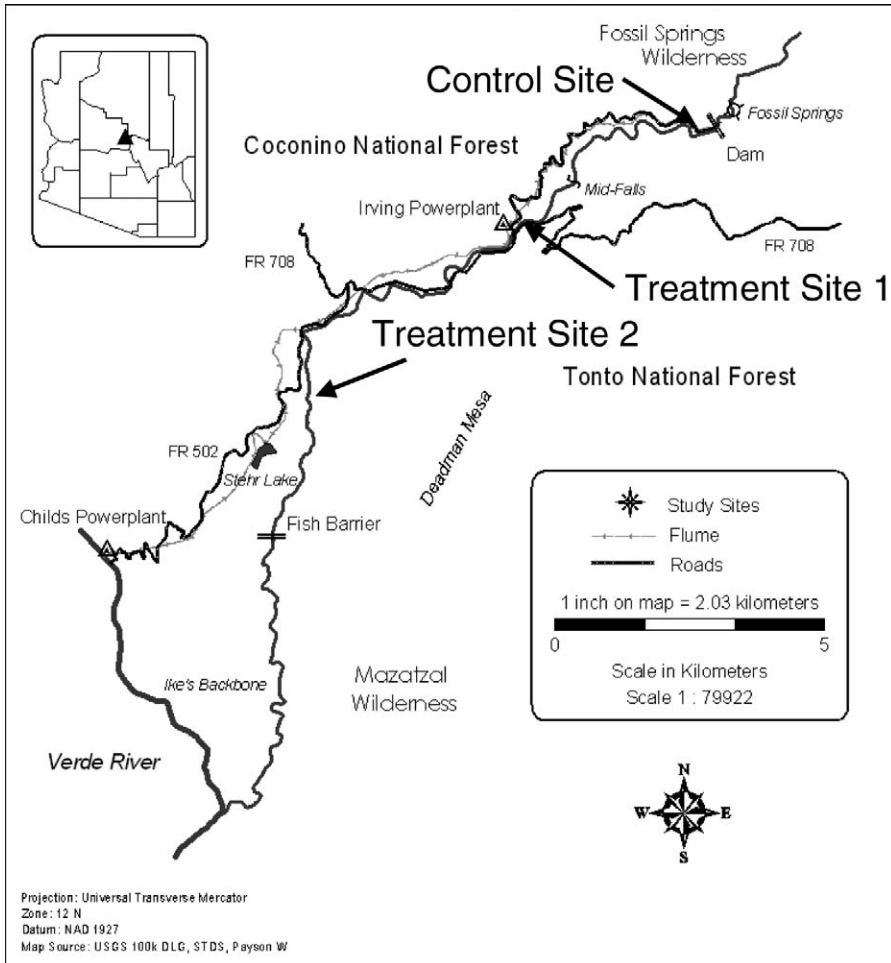 Fossil Springs
Wilderness
Control Site
Fossil Springs
Coconino National Forest
Dam
Mid-Falls
Irving Powerplant
FR 708
FR 708
Treatment Site 1
Treatment Site 2
Tonto National Forest
Deadman Mesa
FR 502
Stehr Lake
Childs Powerplant
Fish Barrier
Study Sites
Flume
Roads
1 inch on map = 2.03 kilometers
0 5
Scale in Kilometers
Scale 1 : 79922
Ike's Backbone
Mazatzal
Wilderness
Verde River
N
W E
S
Projection: Universal Transverse Mercator
Zone: 12 N
Datum: NAD 1927
Map Source: USGS 100k DLG, STDS, Payson W